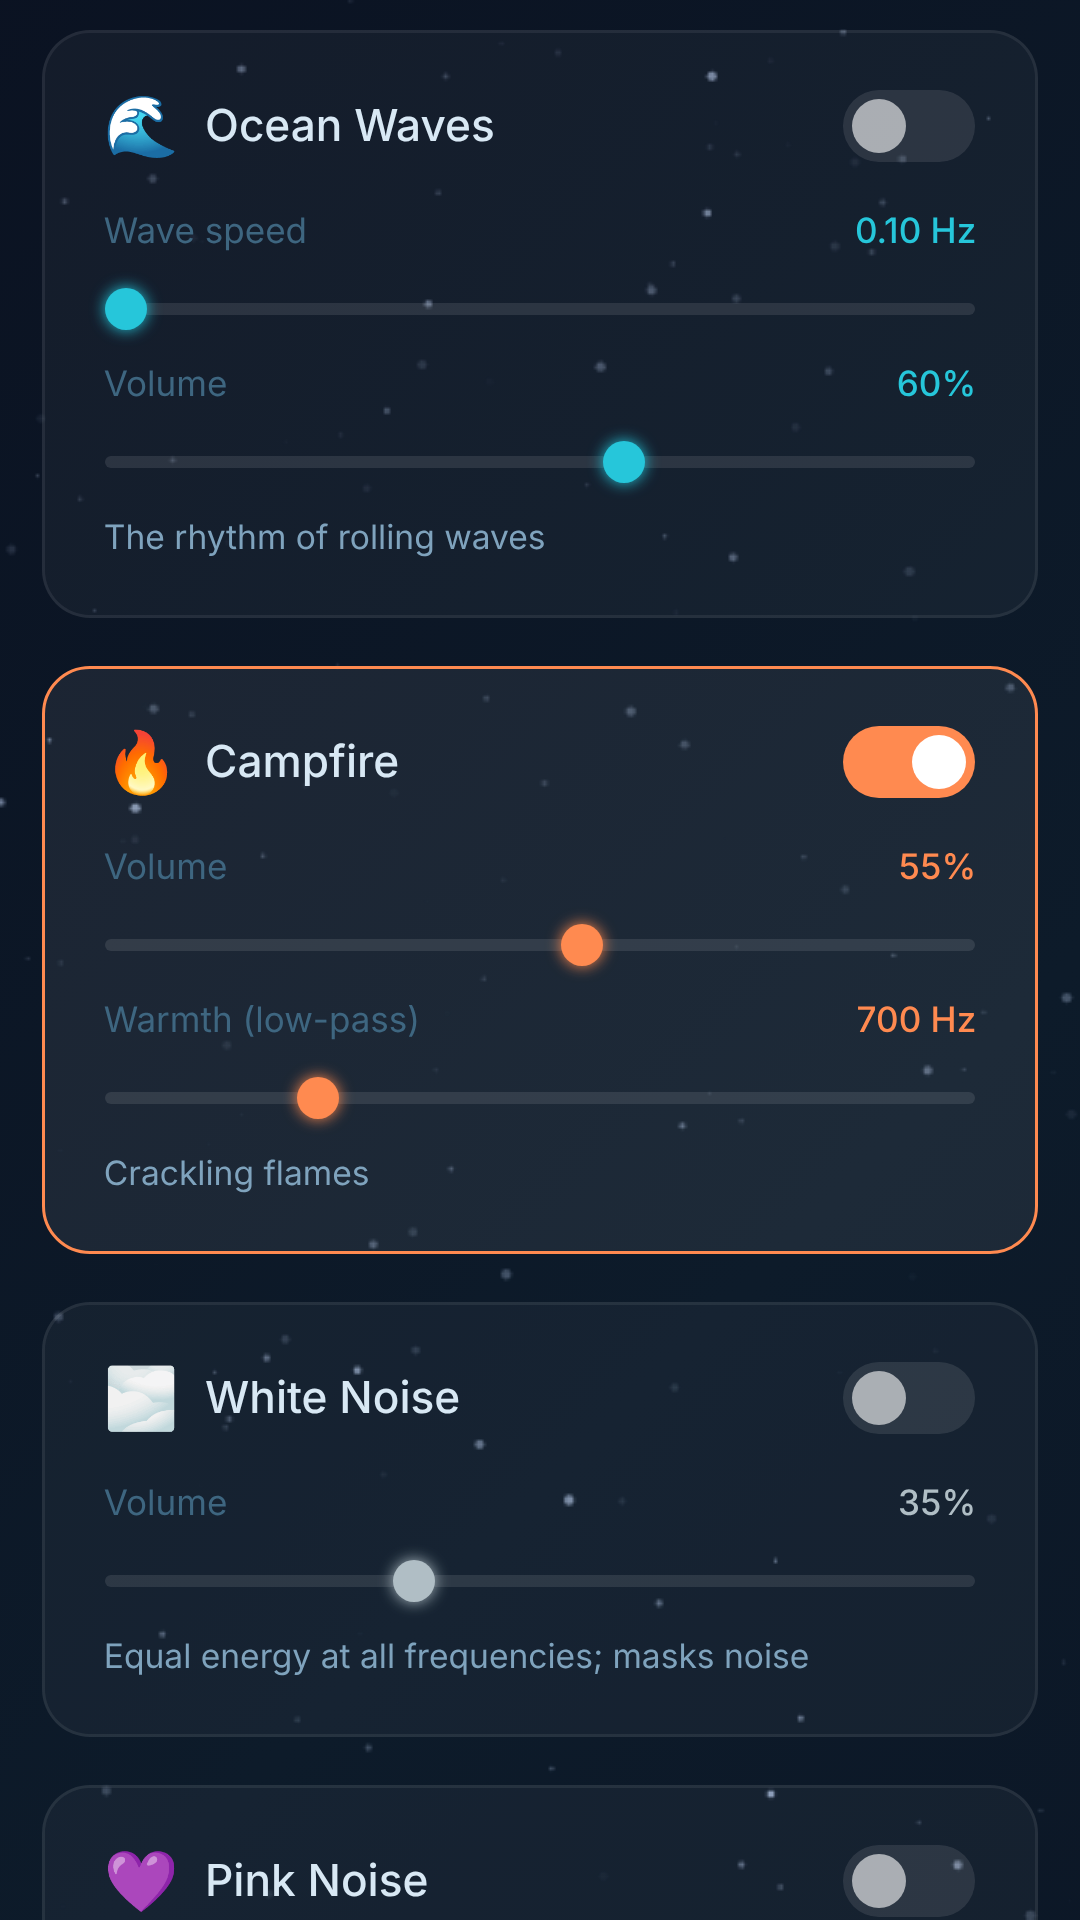 Ocean Waves
Wave speed 0.10 Hz
Volume 60%
The rhythm of rolling waves
Campfire
Volume 55%
Warmth (low-pass) 700 Hz
Crackling flames
White Noise
Volume 35%
Equal energy at all frequencies; masks noise
Pink Noise